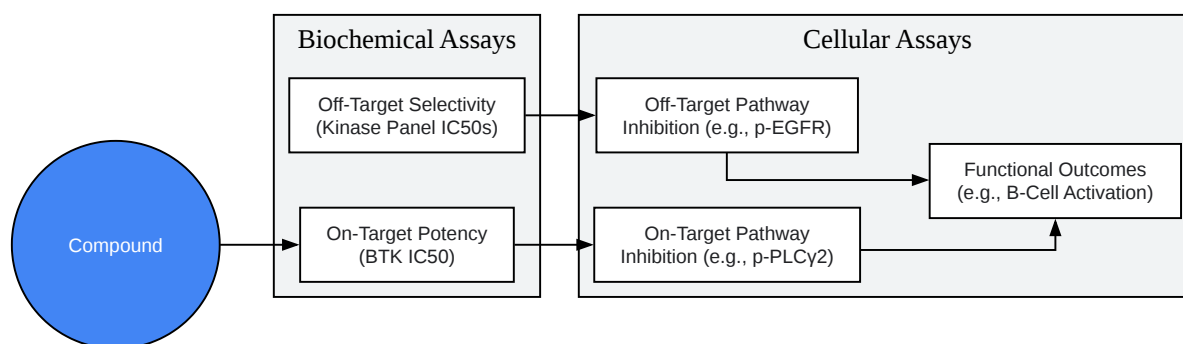 Biochemical Assays
Cellular Assays
Off-Target Selectivity
(Kinase Panel IC50s)
Off-Target Pathway
Inhibition (e.g., p-EGFR)
Functional Outcomes
(e.g., B-Cell Activation)
Compound
On-Target Potency
(BTK IC50)
On-Target Pathway
Inhibition (e.g., p-PLCγ2)